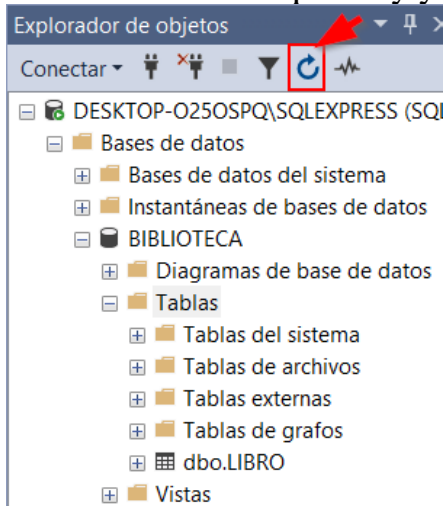 Explorador de objetos
Conectar
DESKTOP-O25OSPQ\SQLEXPRESS (SQL
Bases de datos
Bases de datos del sistema
Instantáneas de bases de datos
BIBLIOTECA
Diagramas de base de datos
Tablas
Tablas del sistema
Tablas de archivos
Tablas externas
Tablas de grafos
dbo.LIBRO
Vistas